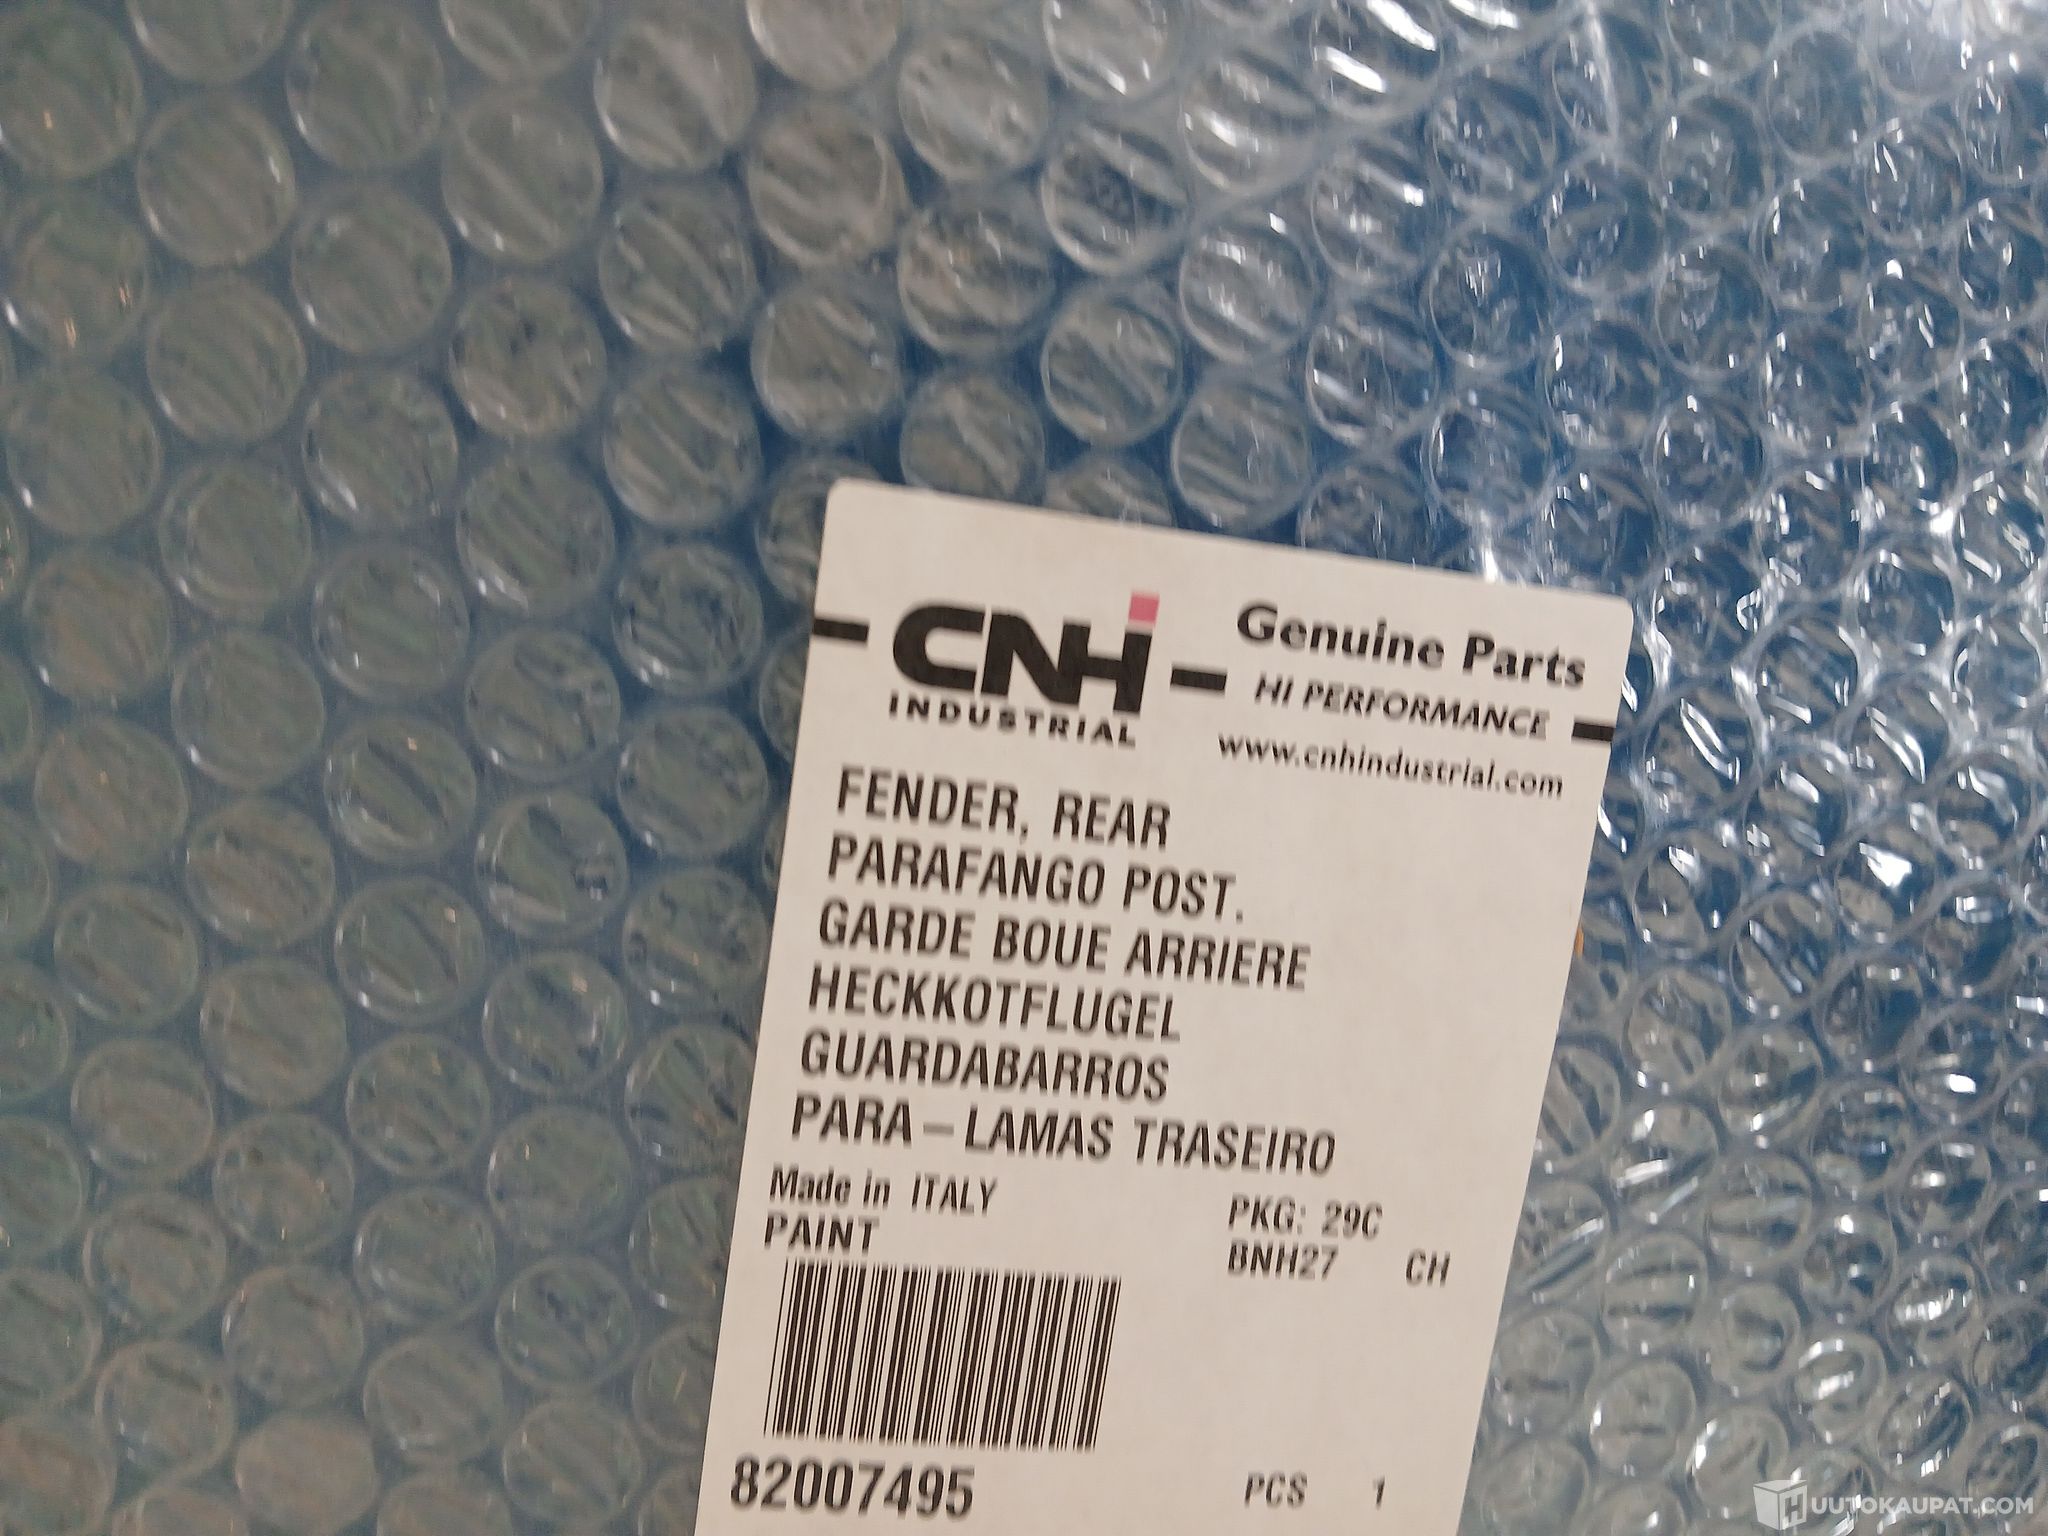 CNH
INDUSTRIAL
Genuine Parts
HI PERFORMANCE
www.cnhindustrial.com
FENDER, REAR
PARAFANGO POST.
GARDE BOUE ARRIERE
HECKKOTFLUGEL
GUARDABARROS
PARA-LAMAS TRASEIRO
Made in ITALY
PAINT
PKG: 29C
BNH27 CH
82007495
PCS 1
HUUTOKAUPAT.COM